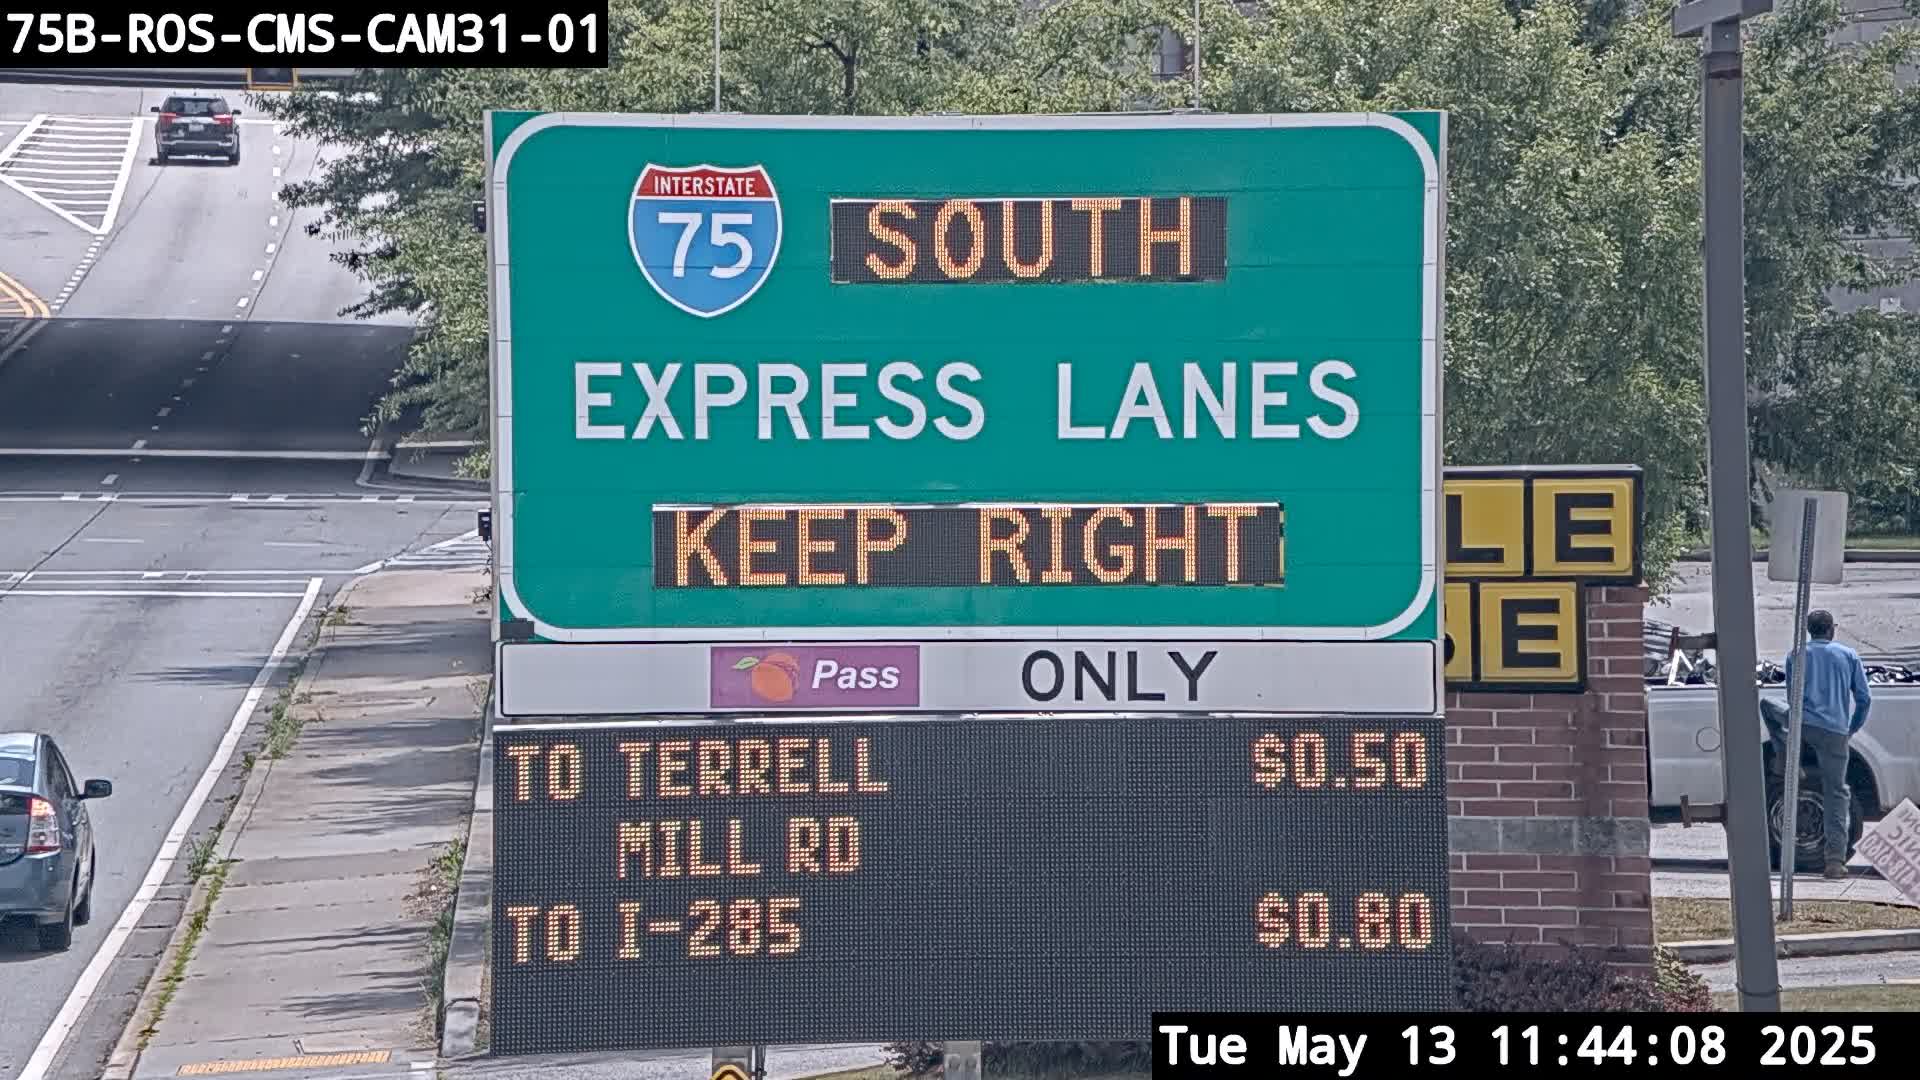 75B-ROS-CMS-CAM31-01
INTERSTATE
75
SOUTH
EXPRESS LANES
KEEP RIGHT
Pass ONLY
TO TERRELL $0.50
MILL RD
TO I-285 $0.80
LE
E
Tue May 13 11:44:08 2025